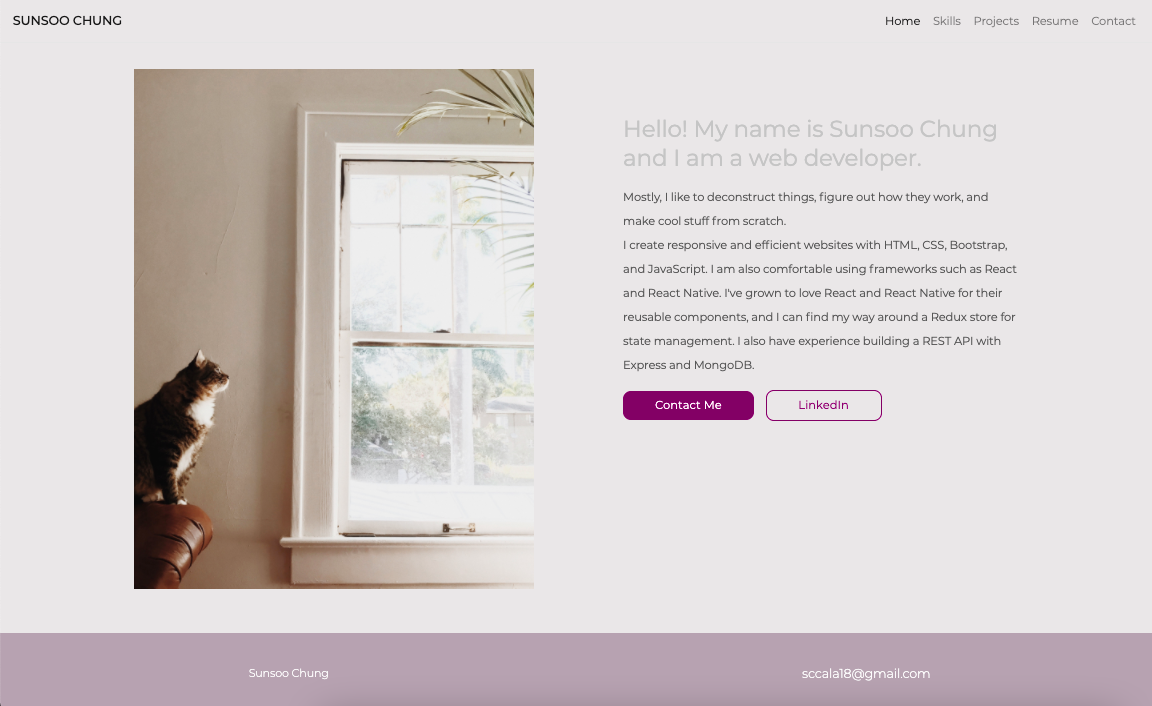 SUNSOO CHUNG
Home Skills Projects Resume Contact
Hello! My name is Sunsoo Chung
and I am a web developer.
Mostly, I like to deconstruct things, figure out how they work, and
make cool stuff from scratch.
I create responsive and efficient websites with HTML, CSS, Bootstrap,
and JavaScript. I am also comfortable using frameworks such as React
and React Native. I've grown to love React and React Native for their
reusable components, and I can find my way around a Redux store for
state management. I also have experience building a REST API with
Express and MongoDB.
Contact Me LinkedIn
Sunsoo Chung
sccala18@gmail.com